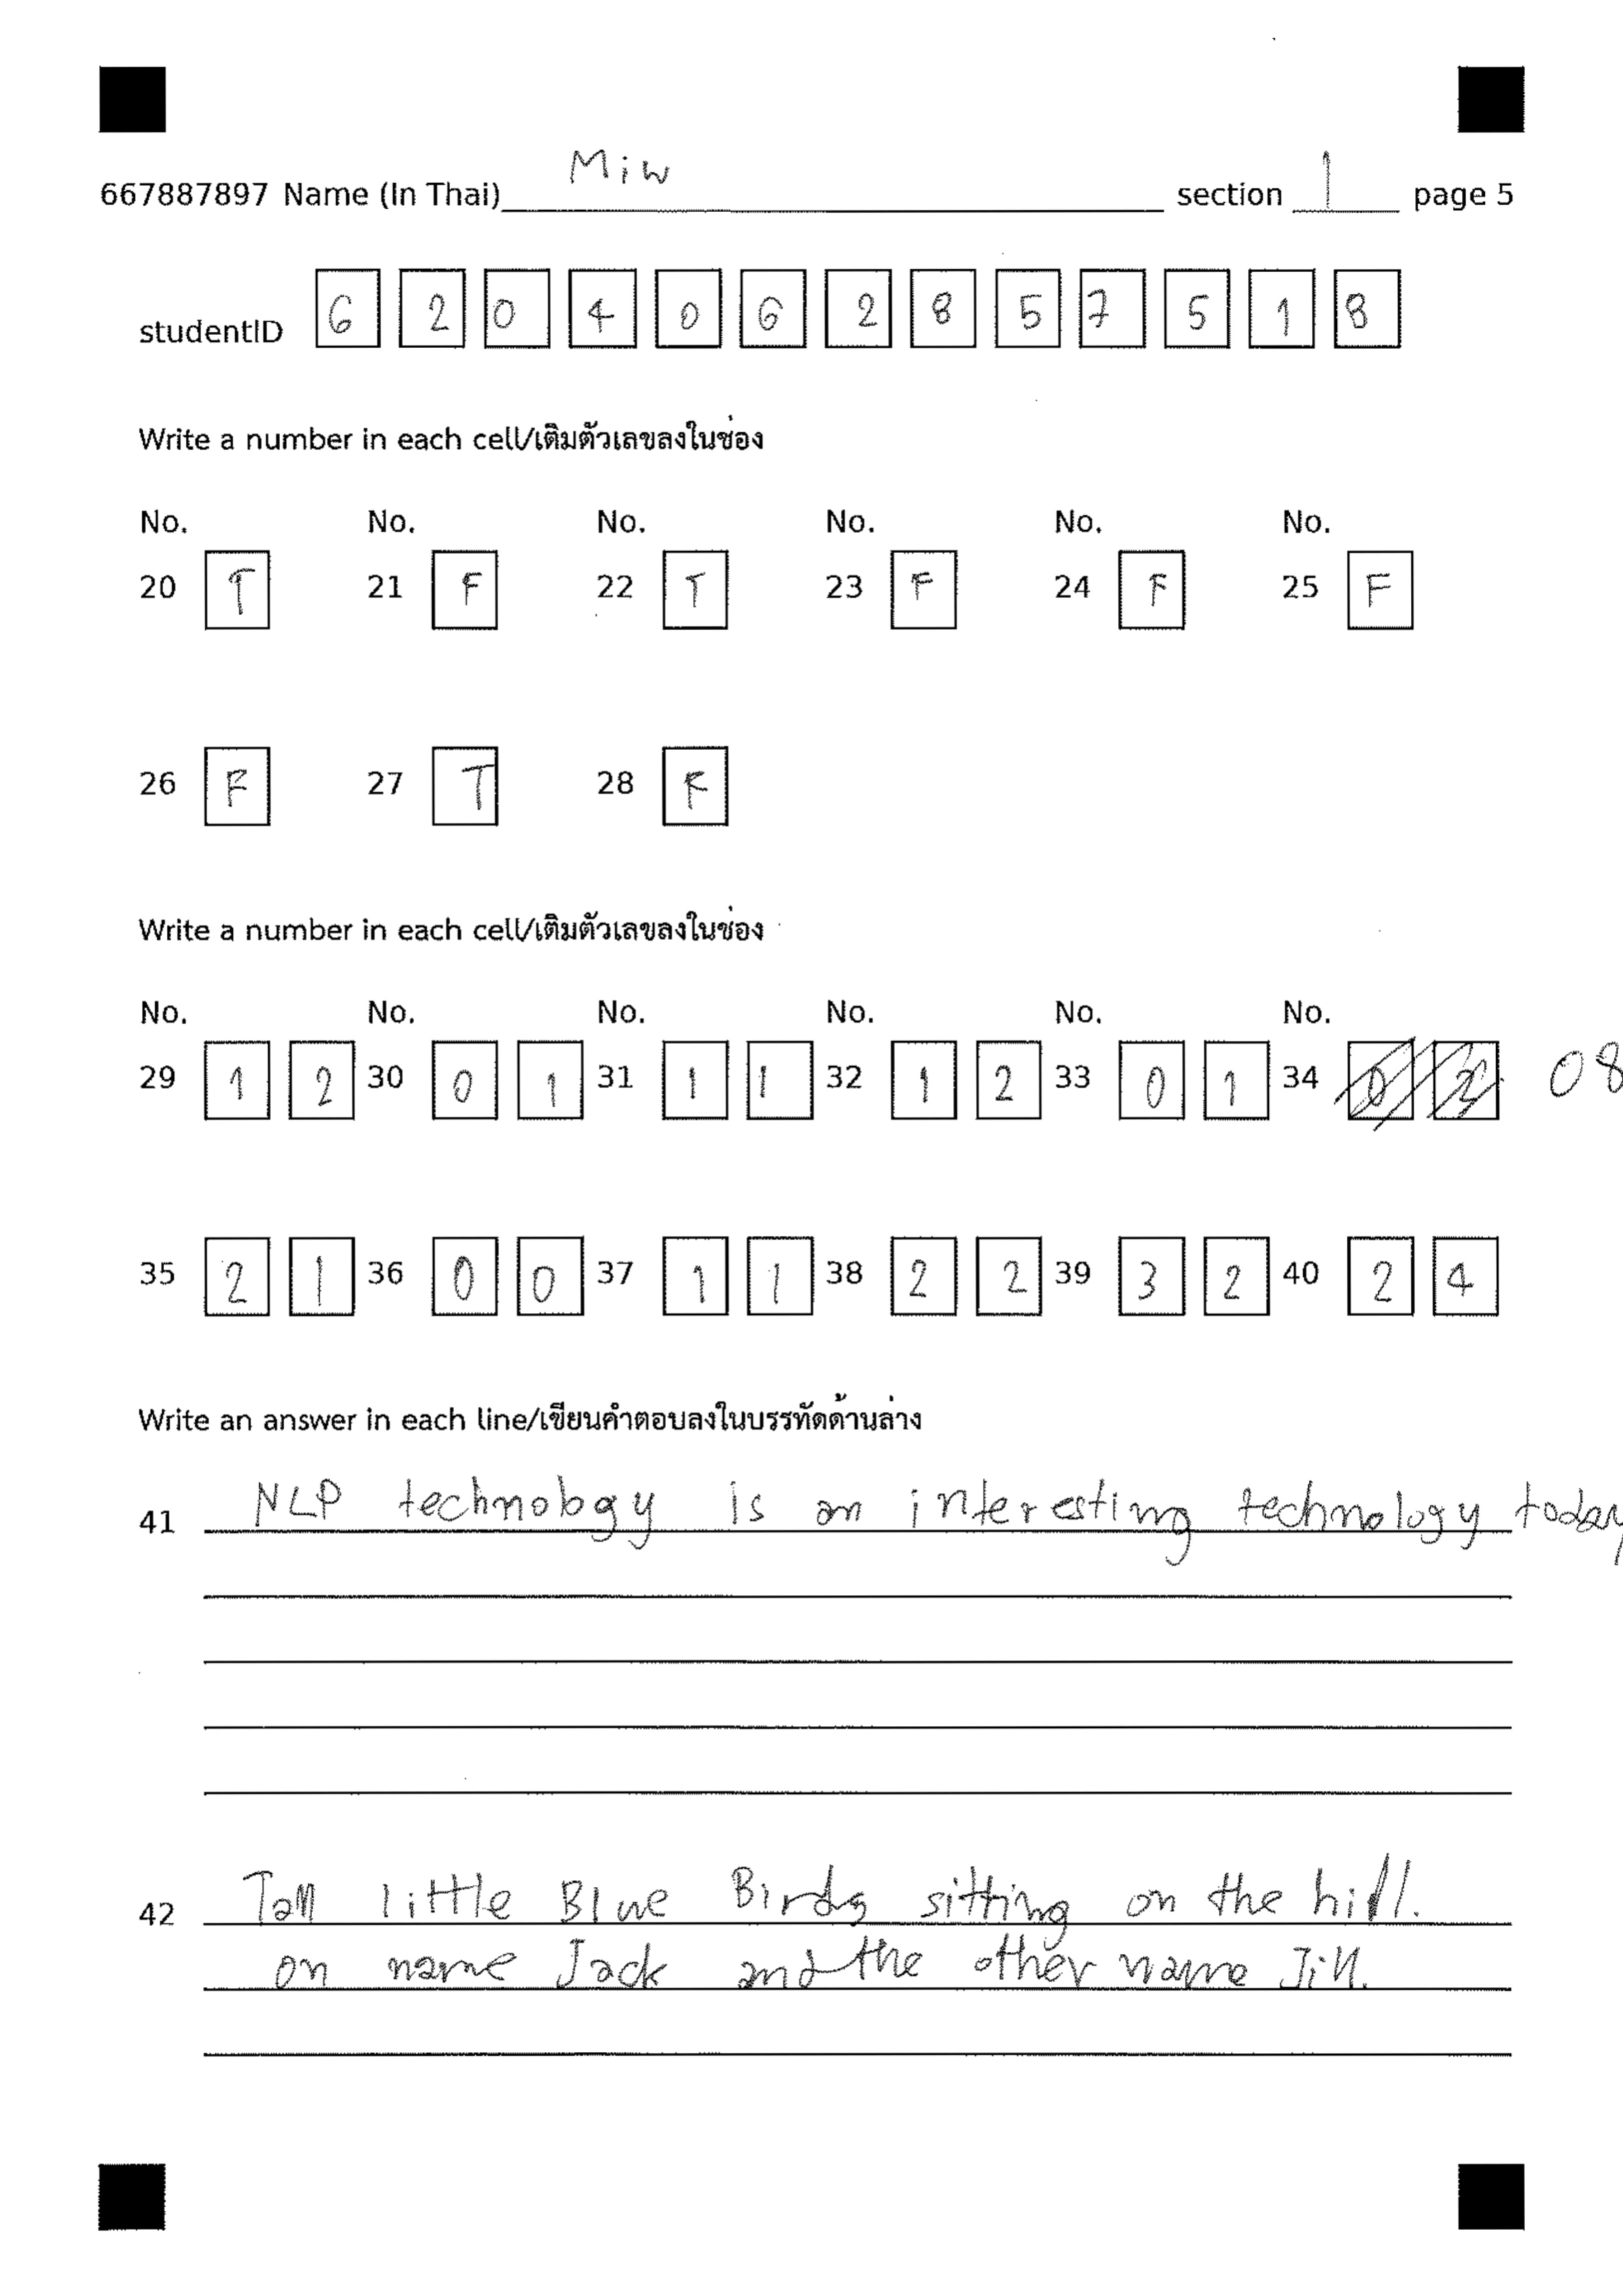 Miw
667887897 Name (In Thai) section 1 page 5
studentID 6 2 0 4 0 6 2 8 5 7 5 1 8
Write a number in each cell/เติมตัวเลขลงในช่อง
No. No. No. No. No. No.
20 T 21 F 22 T 23 F 24 F 25 F
26 F 27 T 28 F
Write a number in each cell/เติมตัวเลขลงในช่อง
No. No. No. No. No. No.
29 1 2 30 0 1 31 1 1 32 1 2 33 0 1 34 08
35 2 1 36 0 0 37 1 1 38 2 2 39 3 2 40 2 4
Write an answer in each line/เขียนคำตอบลงในบรรทัดด้านล่าง
41 NLP technology is an interesting technology today
42 Tall little Blue Birds sitting on the hill.
on name Jack and the other name Jill.